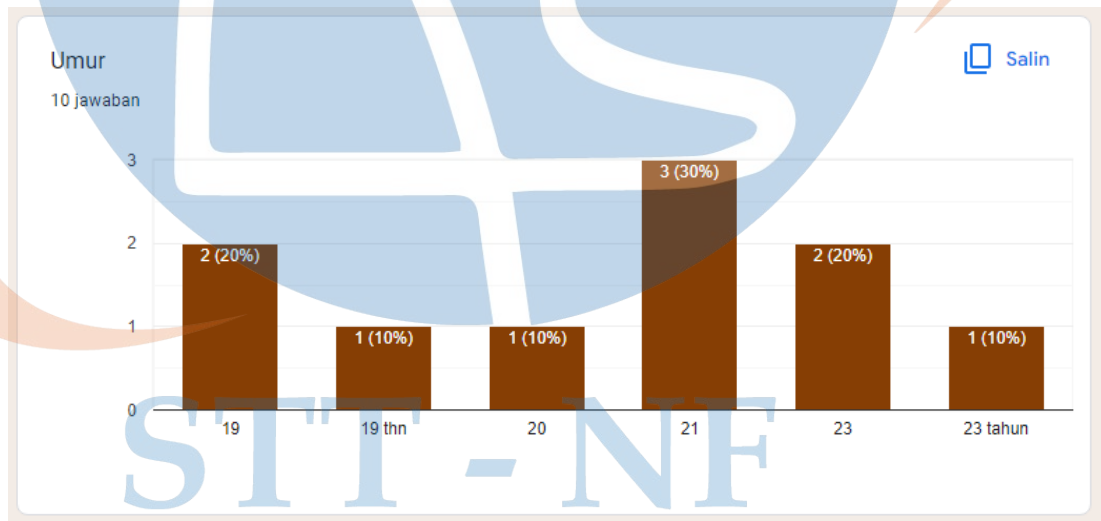 Umur
Salin
10 jawaban
3
2
1
0
2 (20%)
1 (10%)
1 (10%)
3 (30%)
2 (20%)
1 (10%)
19
19 thn
20
21
23
23 tahun
STT - NF